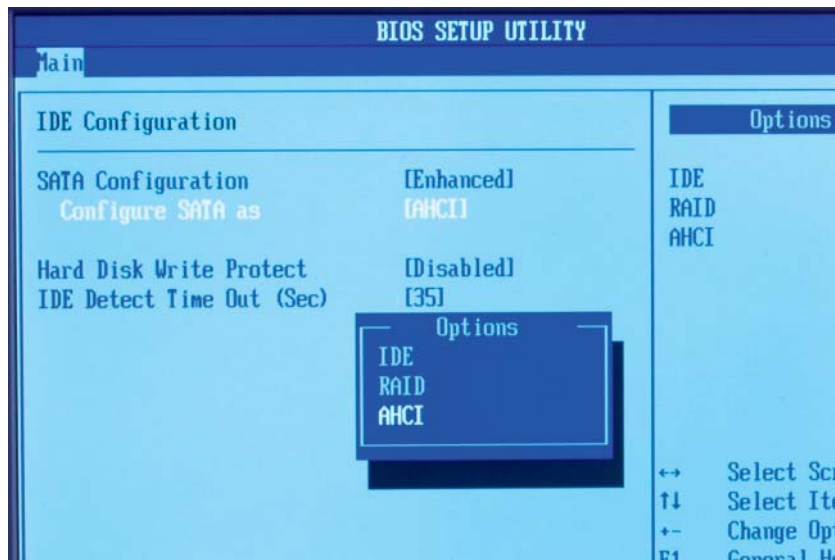 BIOS SETUP UTILITY
Main
IDE Configuration
SATA Configuration [Enhanced]
Configure SATA as [AHCI]
Hard Disk Write Protect [Disabled]
IDE Detect Time Out (Sec) [35]
Options
IDE
RAID
AHCI
Options
IDE
RAID
AHCI
↔ Select
↑↓ Select
+- Change
F1 General